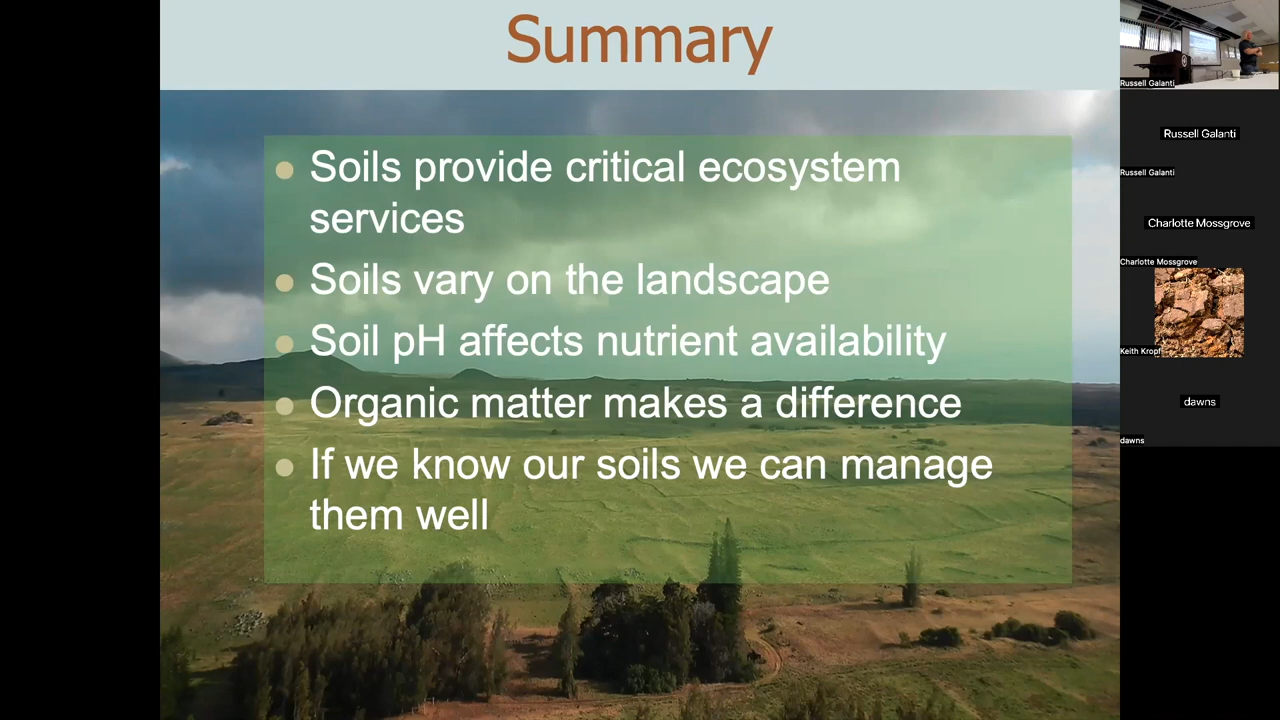 Summary
Soils provide critical ecosystem
services
Soils vary on the landscape
Soil pH affects nutrient availability
Organic matter makes a difference
If we know our soils we can manage
them well
Russell Galanti
Russell Galanti
Russell Galanti
Charlotte Mossgrove
Charlotte Mossgrove
Keith Kropf
dawns
dawns